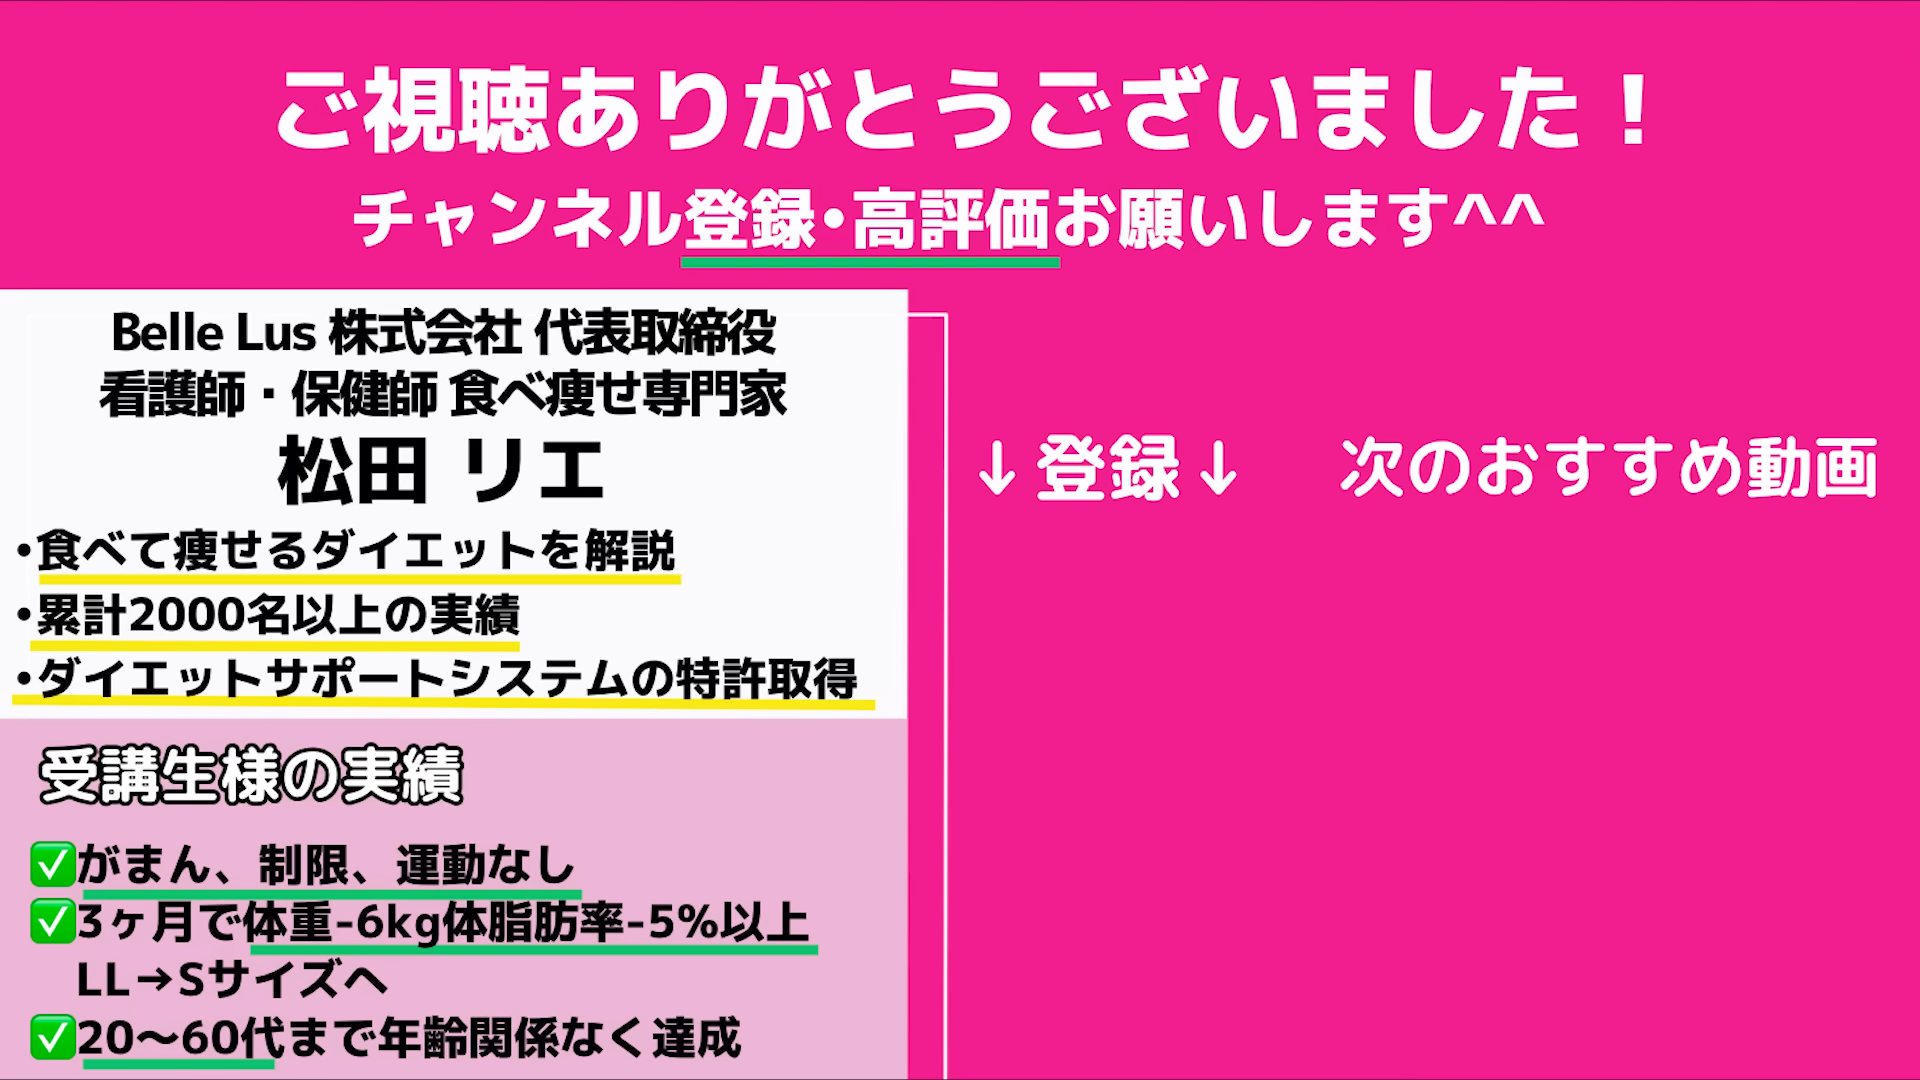 ご視聴ありがとうございました！
チャンネル登録・高評価お願いします^^
Belle Lus 株式会社 代表取締役
看護師・保健師 食べ痩せ専門家
松田 リエ
・食べて痩せるダイエットを解説
・累計2000名以上の実績
・ダイエットサポートシステムの特許取得
↓登録↓
次のおすすめ動画
受講生様の実績
✅がまん、制限、運動なし
✅3ヶ月で体重-6kg体脂肪率-5%以上
LL→Sサイズへ
✅20〜60代まで年齢関係なく達成